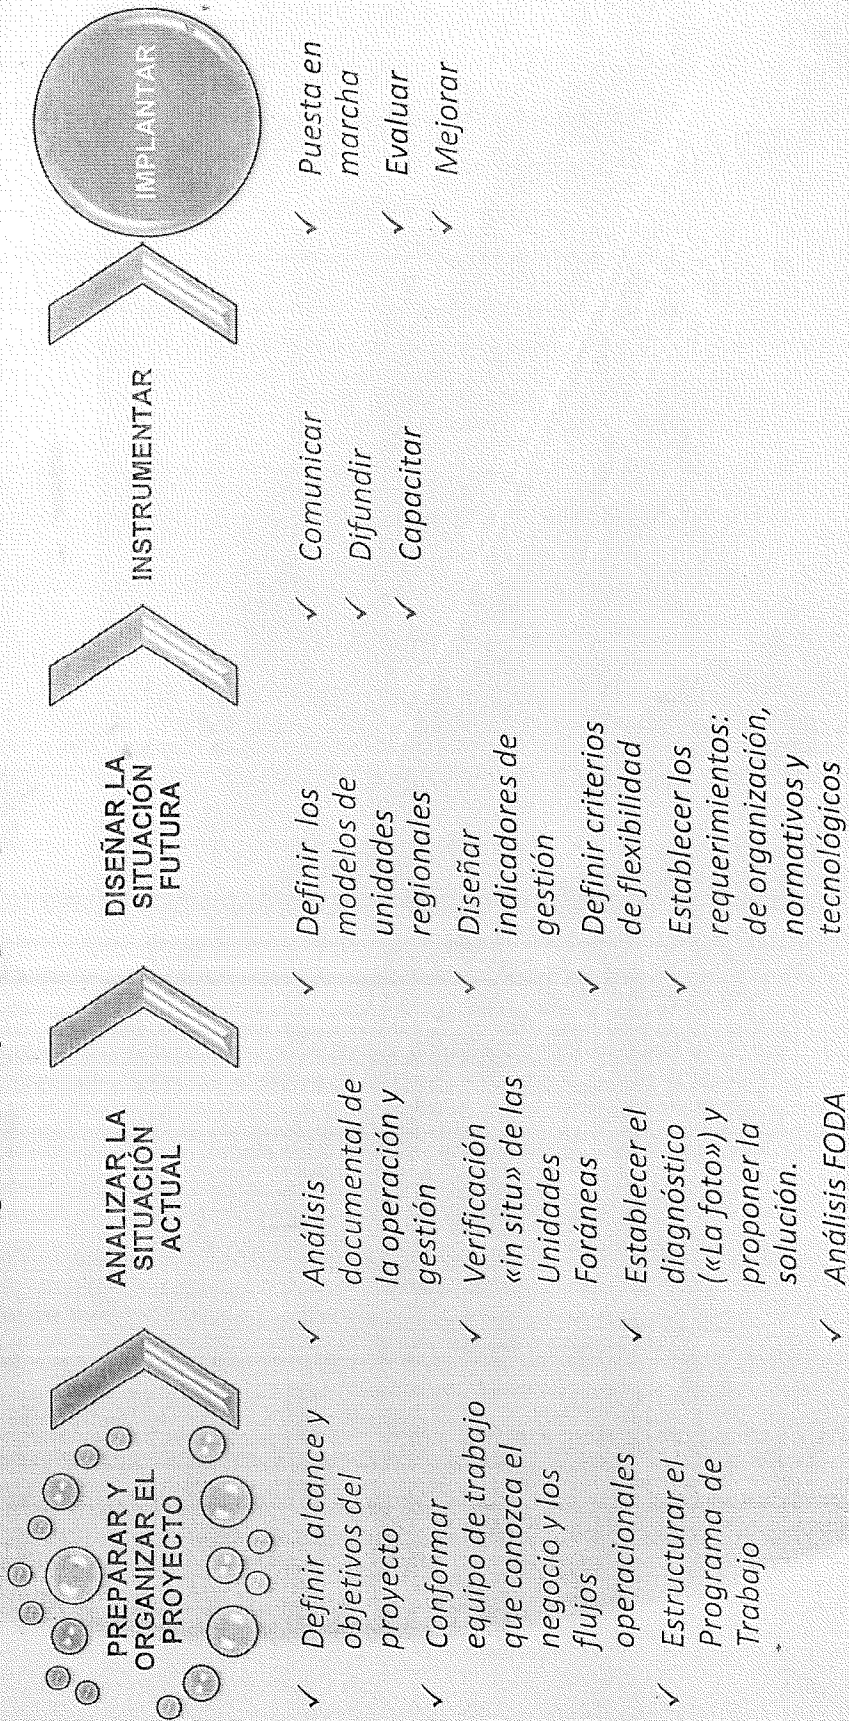 PREPARAR Y
ORGANIZAR EL
PROYECTO
✓ Definir alcance y
objetivos del
proyecto
✓ Conformar
equipo de trabajo
que conozca el
negocio y los
flujos
operacionales
✓ Estructurar el
Programa de
Trabajo
ANALIZAR LA
SITUACIÓN
ACTUAL
✓ Análisis
documental de
la operación y
gestión
✓ Verificación
«in situ» de las
Unidades
Foráneas
✓ Establecer el
diagnóstico
(«La foto») y
proponer la
solución.
✓ Análisis FODA
DISEÑAR LA
SITUACIÓN
FUTURA
✓ Definir los
modelos de
unidades
regionales
✓ Diseñar
indicadores de
gestión
✓ Definir criterios
de flexibilidad
✓ Establecer los
requerimientos:
de organización,
normativos y
tecnológicos
INSTRUMENTAR
✓ Comunicar
✓ Difundir
✓ Capacitar
IMPLANTAR
✓ Puesta en
marcha
✓ Evaluar
✓ Mejorar